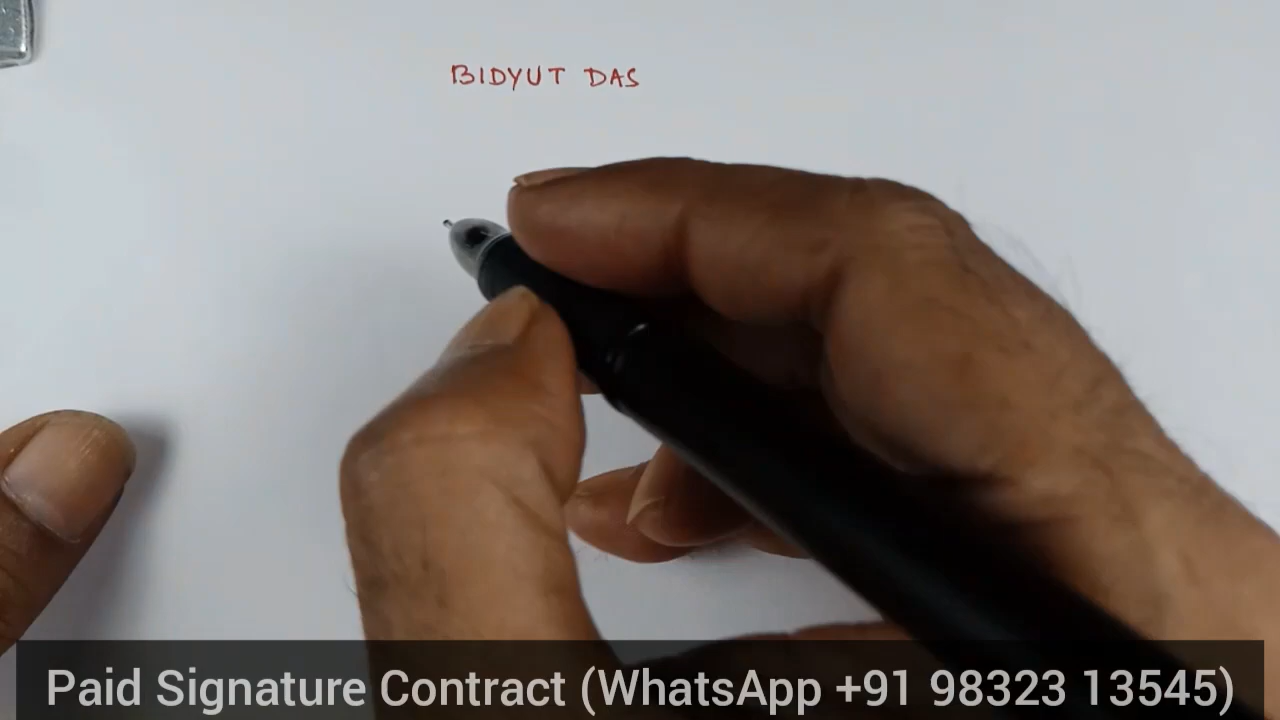 BIDYUT DAS
Paid Signature Contract (WhatsApp +91 98323 13545)